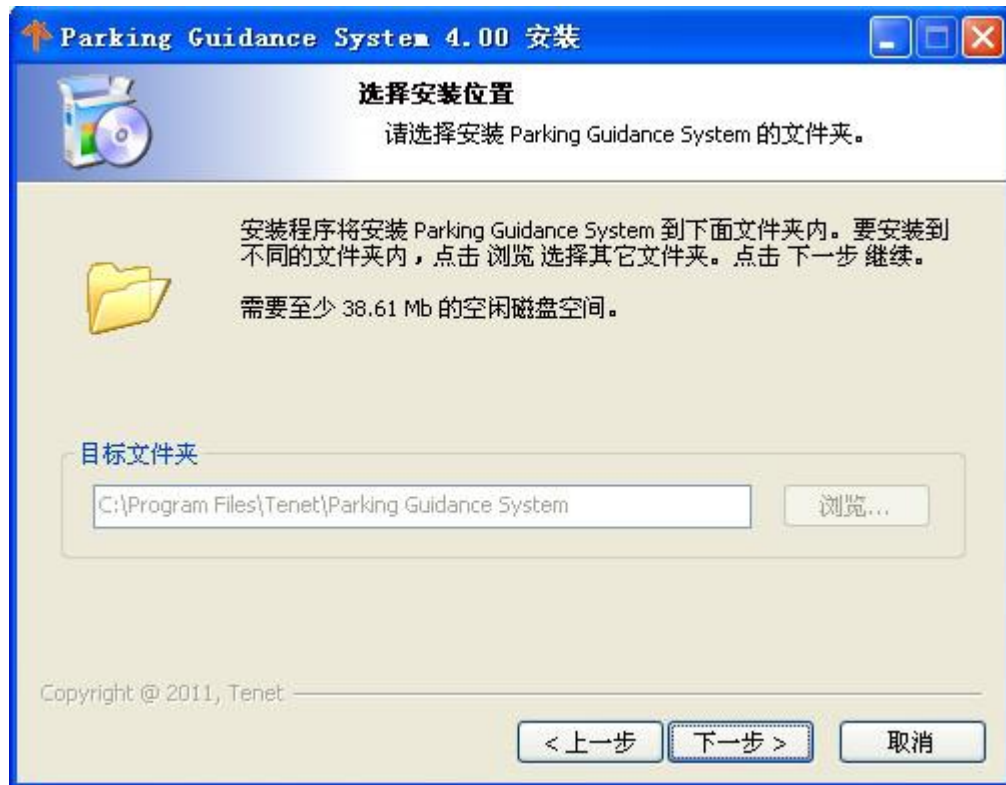 Parking Guidance System 4.00 安装
选择安装位置
请选择安装 Parking Guidance System 的文件夹。
安装程序将安装 Parking Guidance System 到下面文件夹内。要安装到
不同的文件夹内，点击 浏览 选择其它文件夹。点击 下一步 继续。
需要至少 38.61 Mb 的空闲磁盘空间。
目标文件夹
C:\Program Files\Tenet\Parking Guidance System
浏览...
Copyright @ 2011, Tenet
< 上一步
下一步 >
取消